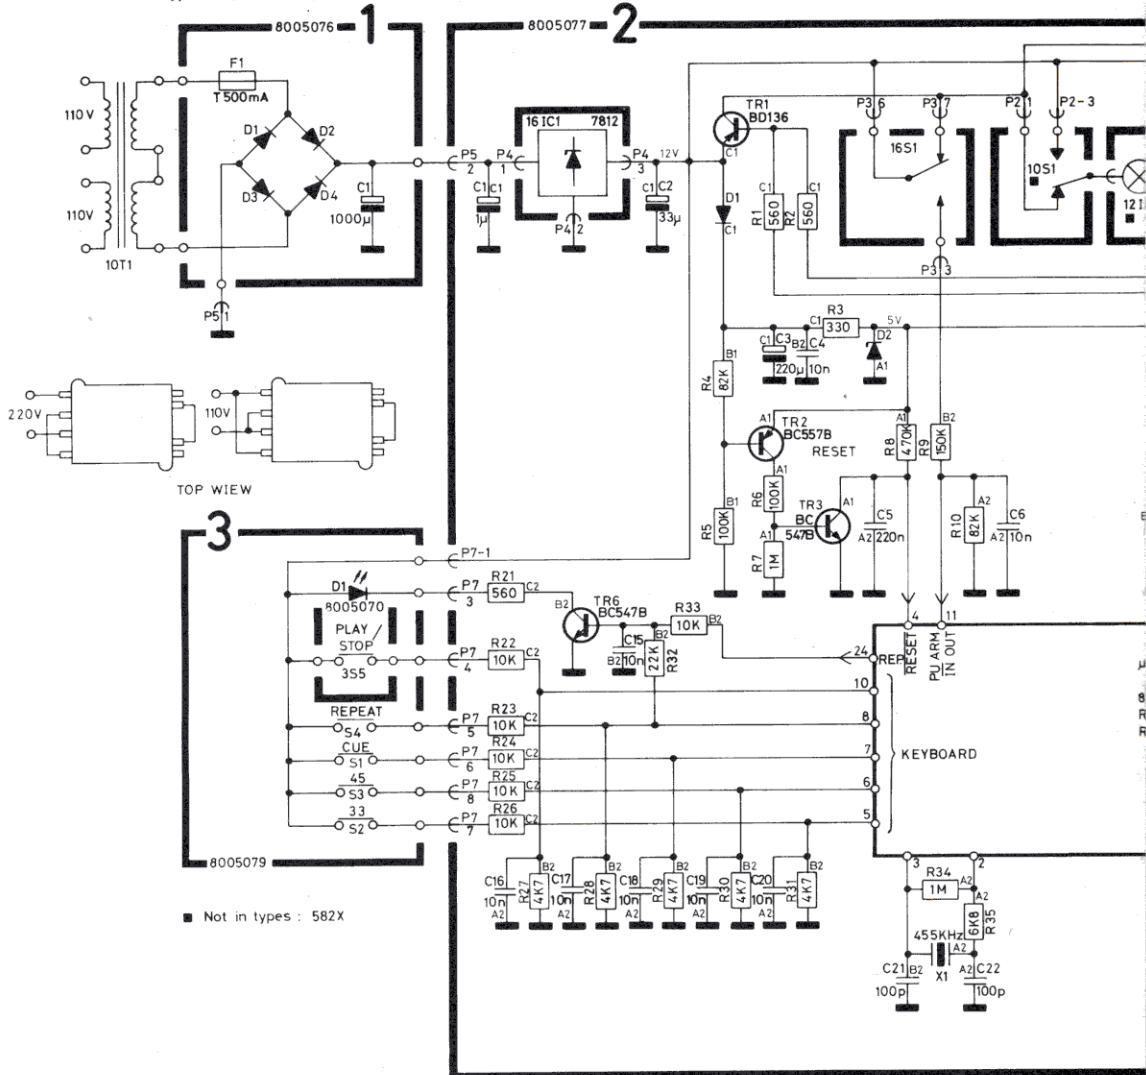 8005076 1 8005077 2
F1
T 500mA
110V
110V
10T1
D1
D2
D3
D4
C1
1000µ
P5 1
P5 2
C1 C1
1µ
P4 1
16 IC1 7812
P4 2
P4 3
12V
C1 C2
33µ
TR1
BD136
C1
D1
C1
R1 560 C1
R2 560 C1
P3 6
P3 7
16S1
P3 3
P2 1
P2-3
10S1
12 I
C1 C3
220µ
B2 C4
10n
C1 R3
330
5V
D2
A1
R4 82K B1
A1 TR2
BC557B
RESET
R5 100K B1
A1
R6 100K
A1
R7 1M
TR3
BC
547B
A1
A1
R8 470K
B2
R9 150K
C5
A2 220n
A2
R10 82K
C6
A2 10n
220V
110V
TOP WIEW
3
P7-1
D1
8005070
PLAY/
STOP
3S5
REPEAT
S4
CUE
S1
45
S3
33
S2
8005079
P7 3
R21
560 C2
P7 4
R22
10K C2
P7 5
R23
10K C2
P7 6
R24
10K C2
P7 8
R25
10K C2
P7 7
R26
10K C2
TR6
BC547B
B2
C15
B2 10n
B2
22K R32
R33
10K B2
24 REP
4 RESET
11 PU ARM
IN OUT
10
8
7
6
5
KEYBOARD
µ
8
R
R
C16
10n
A2
R27 4K7 B2
C17
10n
A2
R28 4K7 B2
C18
10n
A2
R29 4K7 B2
C19
10n
A2
R30 4K7 B2
C20
10n
A2
R31 4K7 B2
3
2
R34
1M A2
A2
6K8 R35
455KHz
A2
X1
C21 B2
100p
A2 C22
100p
■ Not in types : 582X